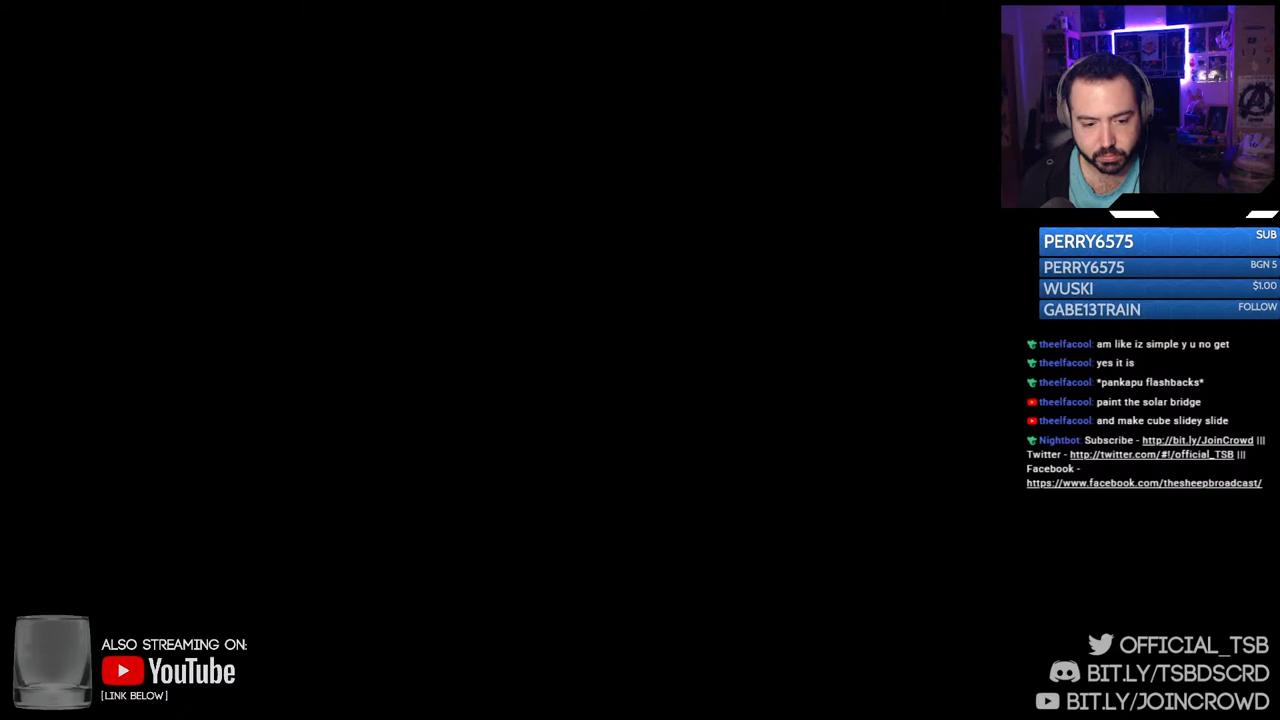 PERRY6575 SUB
PERRY6575 BGN 5
WUSKI $1.00
GABE13TRAIN FOLLOW
theelfacool: am like iz simple y u no get
theelfacool: yes it is
theelfacool: *pankapu flashbacks*
theelfacool: paint the solar bridge
theelfacool: and make cube slidey slide
Nightbot: Subscribe - http://bit.ly/JoinCrowd |||
Twitter - http://twitter.com/#!/official_TSB |||
Facebook -
https://www.facebook.com/thesheepbroadcast/
ALSO STREAMING ON:
YouTube
[LINK BELOW]
OFFICIAL_TSB
BIT.LY/TSBDSCRD
BIT.LY/JOINCROWD